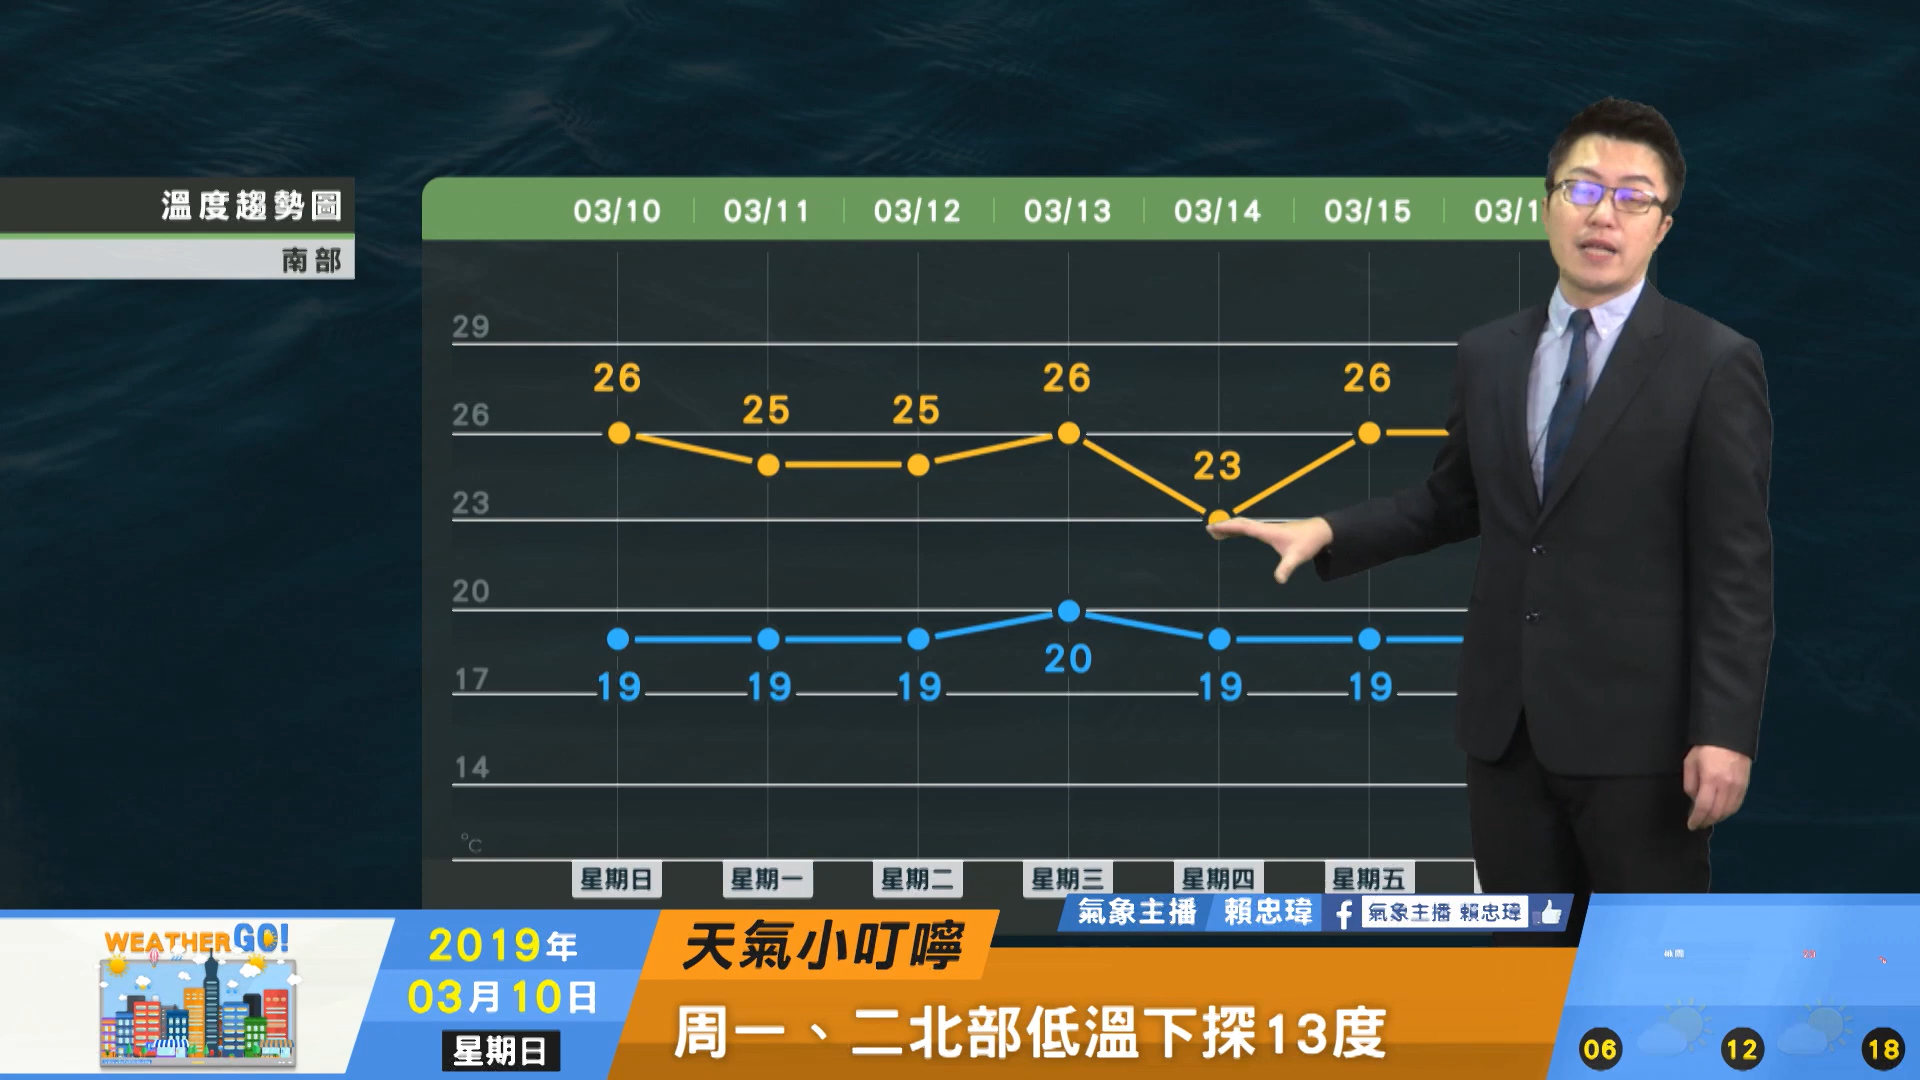 溫度趨勢圖
南部
03/10 03/11 03/12 03/13 03/14 03/15 03/1
29
26
23
20
17
14
°C
26 25 25 26 23 26
19 19 19 20 19 19
星期日 星期一 星期二 星期三 星期四 星期五
氣象主播 賴忠瑋 f 氣象主播 賴忠瑋
WEATHER GO!
2019年
03月10日
星期日
天氣小叮嚀
周一、二北部低溫下探13度
06 12 18